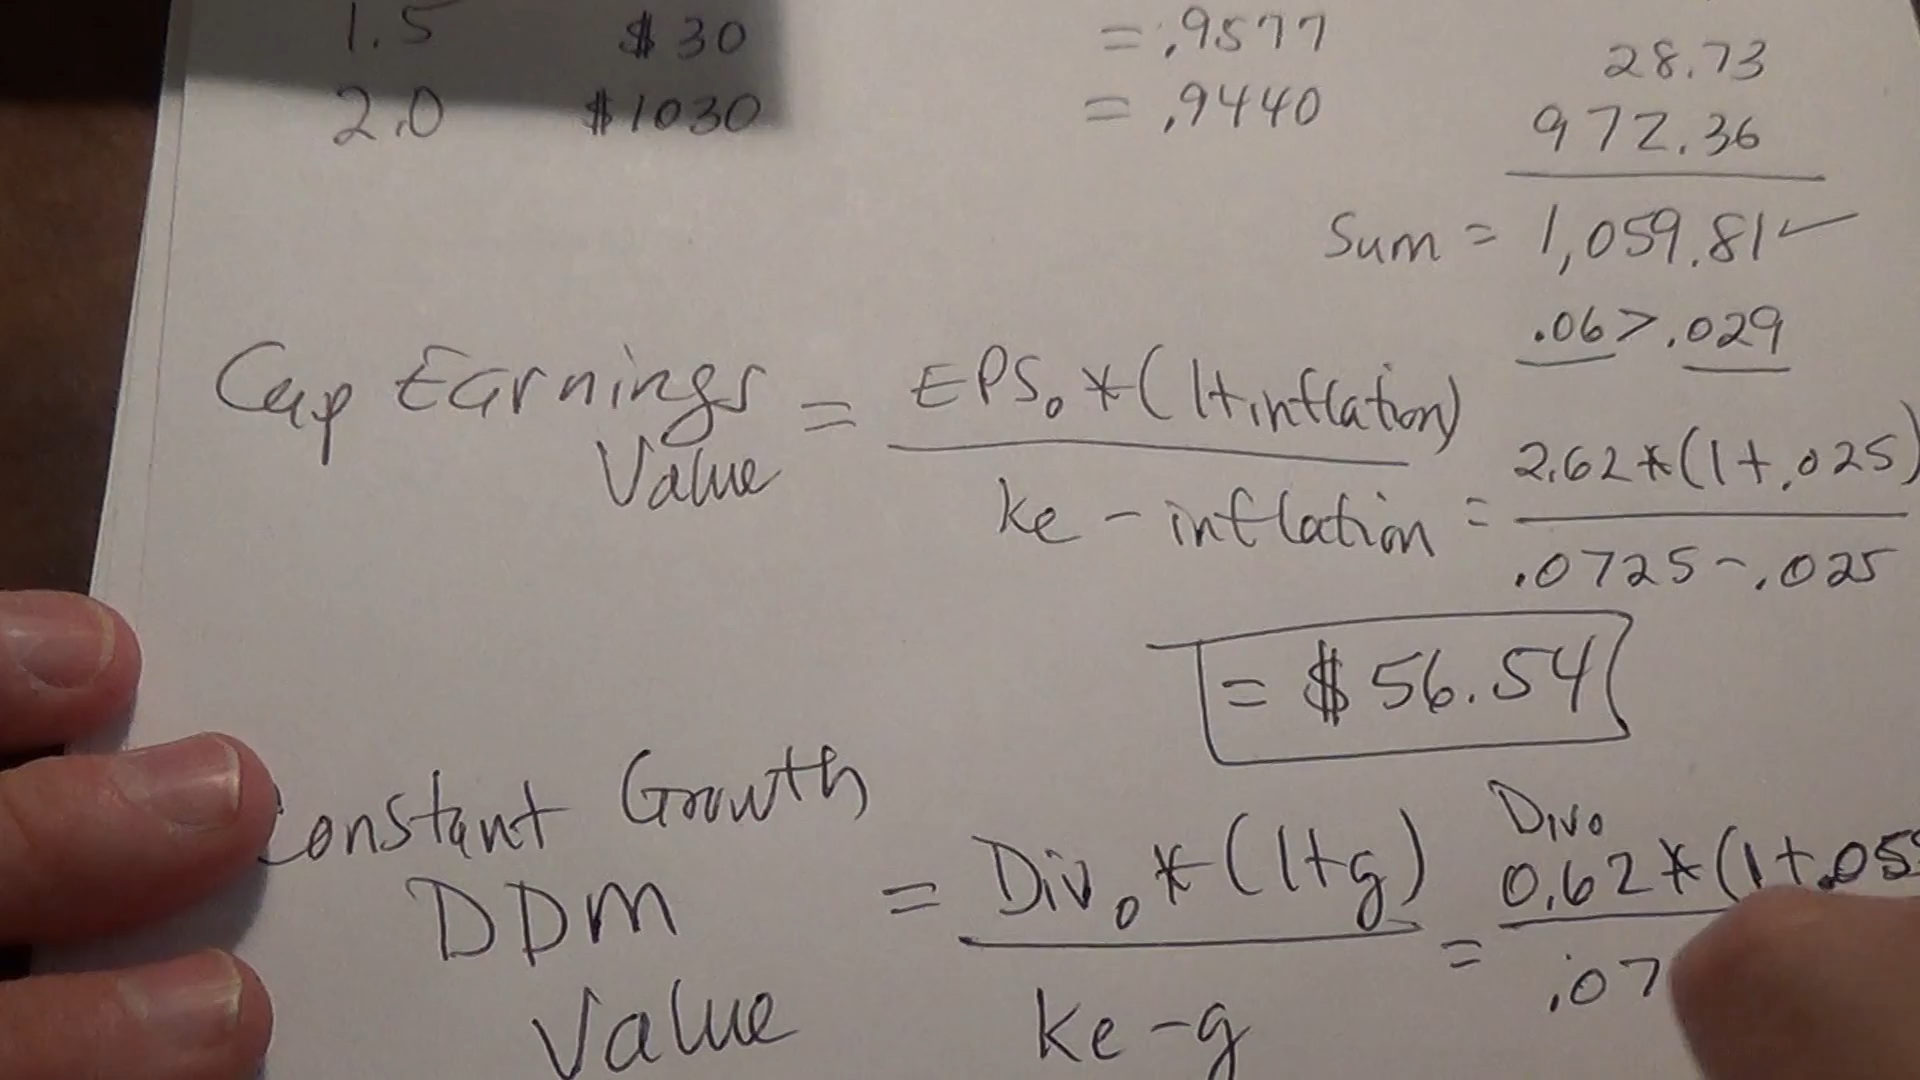 1.5 $30 = .9577 28.73
2.0 $1030 = .9440 972.36
Sum = 1,059.81 ✓
.06 > .029
Cap Earnings Value = EPS₀ * (1+inflation)
ke - inflation
= 2.62 * (1+.025)
.0725 - .025
= $56.54
Constant Growth DDM Value = Div₀ * (1+g)
ke - g
Div₀
= 0.62 * (1+.05
.07